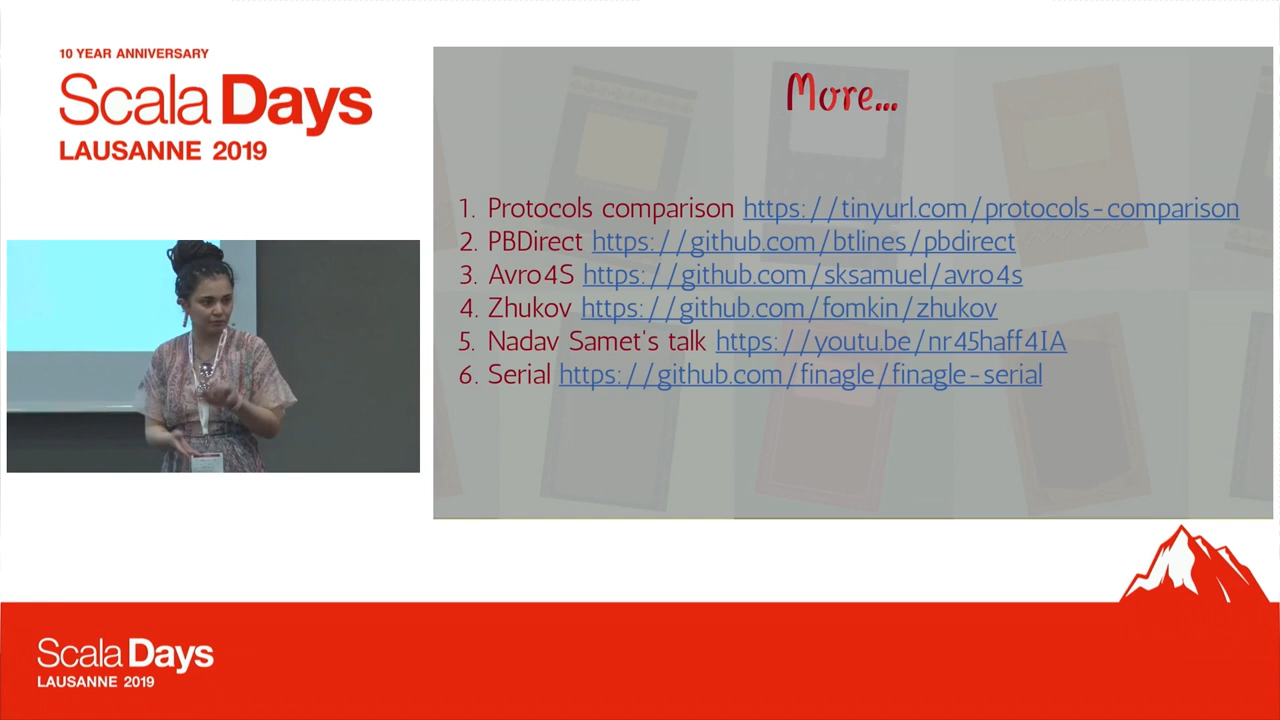 10 YEAR ANNIVERSARY
Scala Days
LAUSANNE 2019
More...
1. Protocols comparison https://tinyurl.com/protocols-comparison
2. PBDirect https://github.com/btlines/pbdirect
3. Avro4S https://github.com/sksamuel/avro4s
4. Zhukov https://github.com/fomkin/zhukov
5. Nadav Samet's talk https://youtu.be/nr45haff4IA
6. Serial https://github.com/finagle/finagle-serial
Scala Days
LAUSANNE 2019